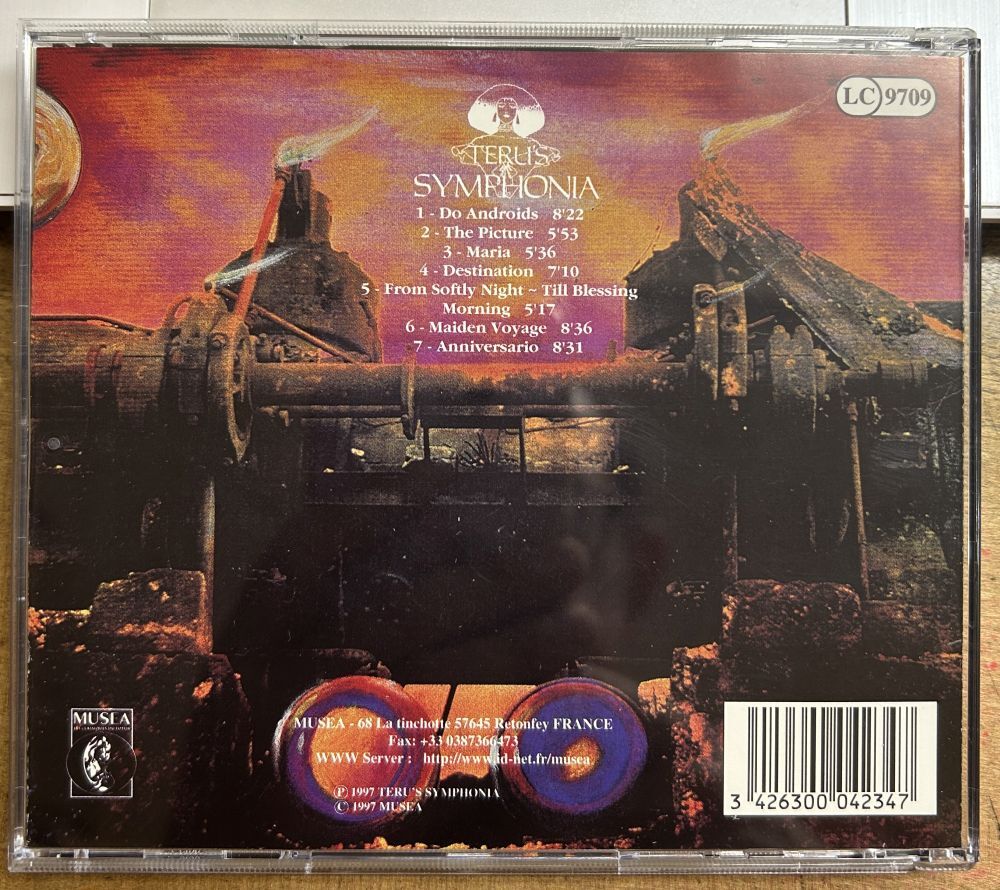 LC 9709
TERU'S
SYMPHONIA
1 - Do Androids 8'22
2 - The Picture 5'53
3 - Maria 5'36
4 - Destination 7'10
5 - From Softly Night ~ Till Blessing
Morning 5'17
6 - Maiden Voyage 8'36
7 - Anniversario 8'31
MUSEA
MUSEA - 68 La tinchotte 57645 Retonfey FRANCE
Fax: +33 0387366473
WWW Server : http://www.id-net.fr/musea
℗ 1997 TERU'S SYMPHONIA
© 1997 MUSEA
3 426300 042347